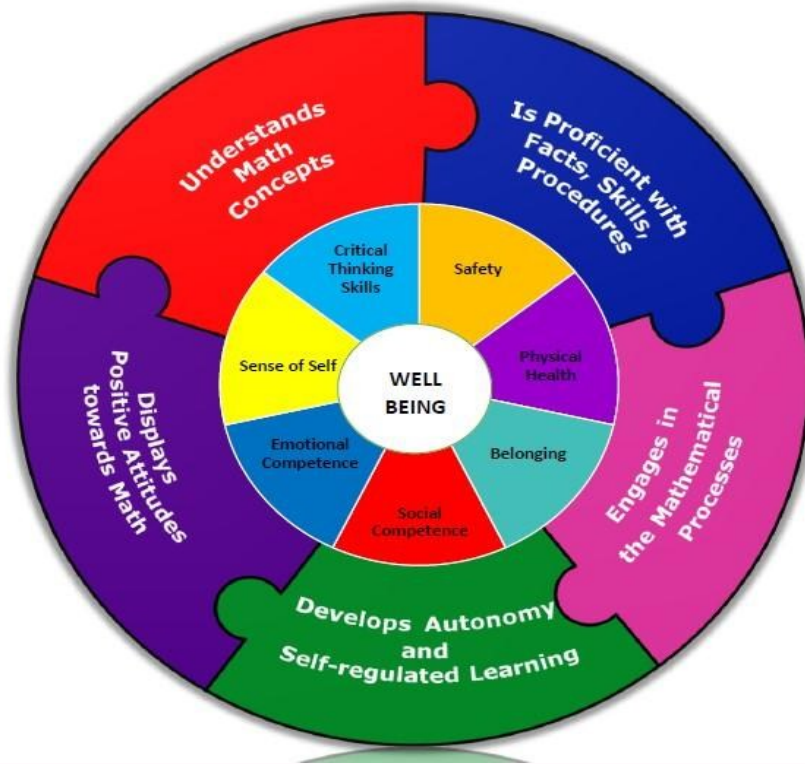 Understands
Math
Concepts
Is Proficient with
Facts, Skills,
Procedures
Critical
Thinking
Skills
Safety
Sense of Self
WELL
BEING
Physical
Health
Emotional
Competence
Belonging
Social
Competence
Displays
Positive Attitudes
towards Math
Engages in
the Mathematical
Processes
Develops Autonomy
and
Self-regulated Learning